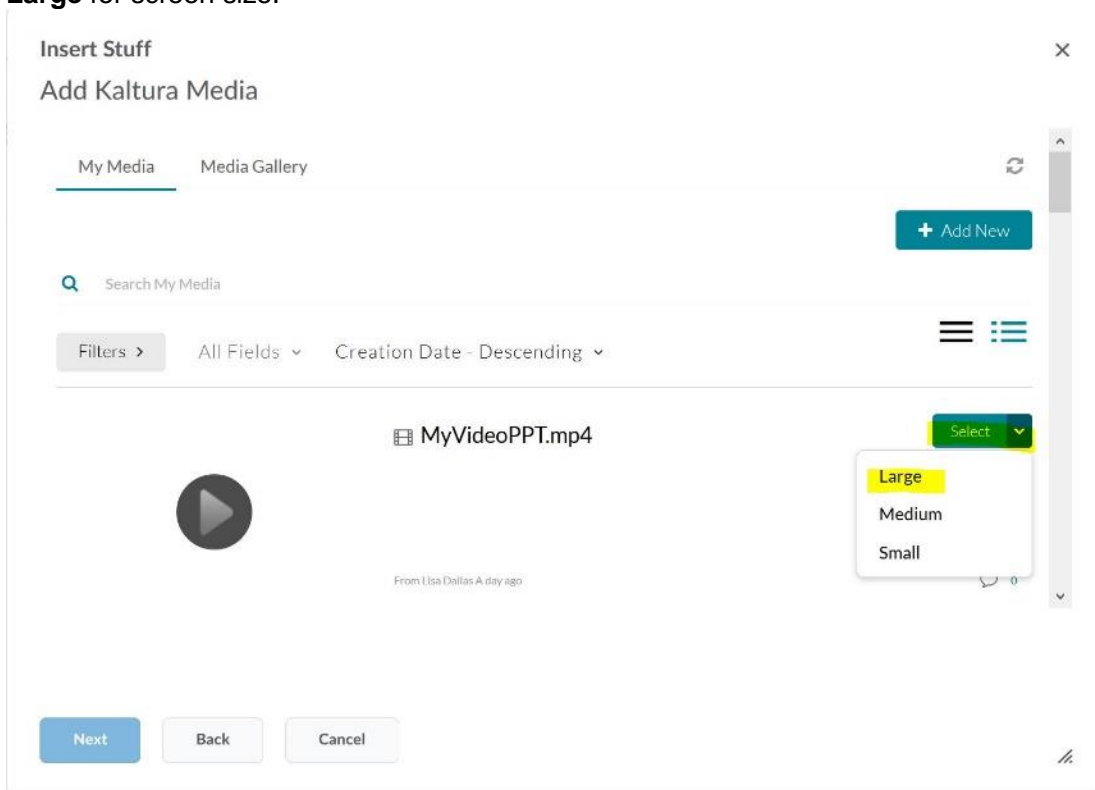 Large for screen size.
Insert Stuff
Add Kaltura Media
My Media Media Gallery
+ Add New
Search My Media
Filters > All Fields Creation Date - Descending
MyVideoPPT.mp4 Select
Large
Medium
Small
From Lisa Dallas A day ago 0
Next Back Cancel